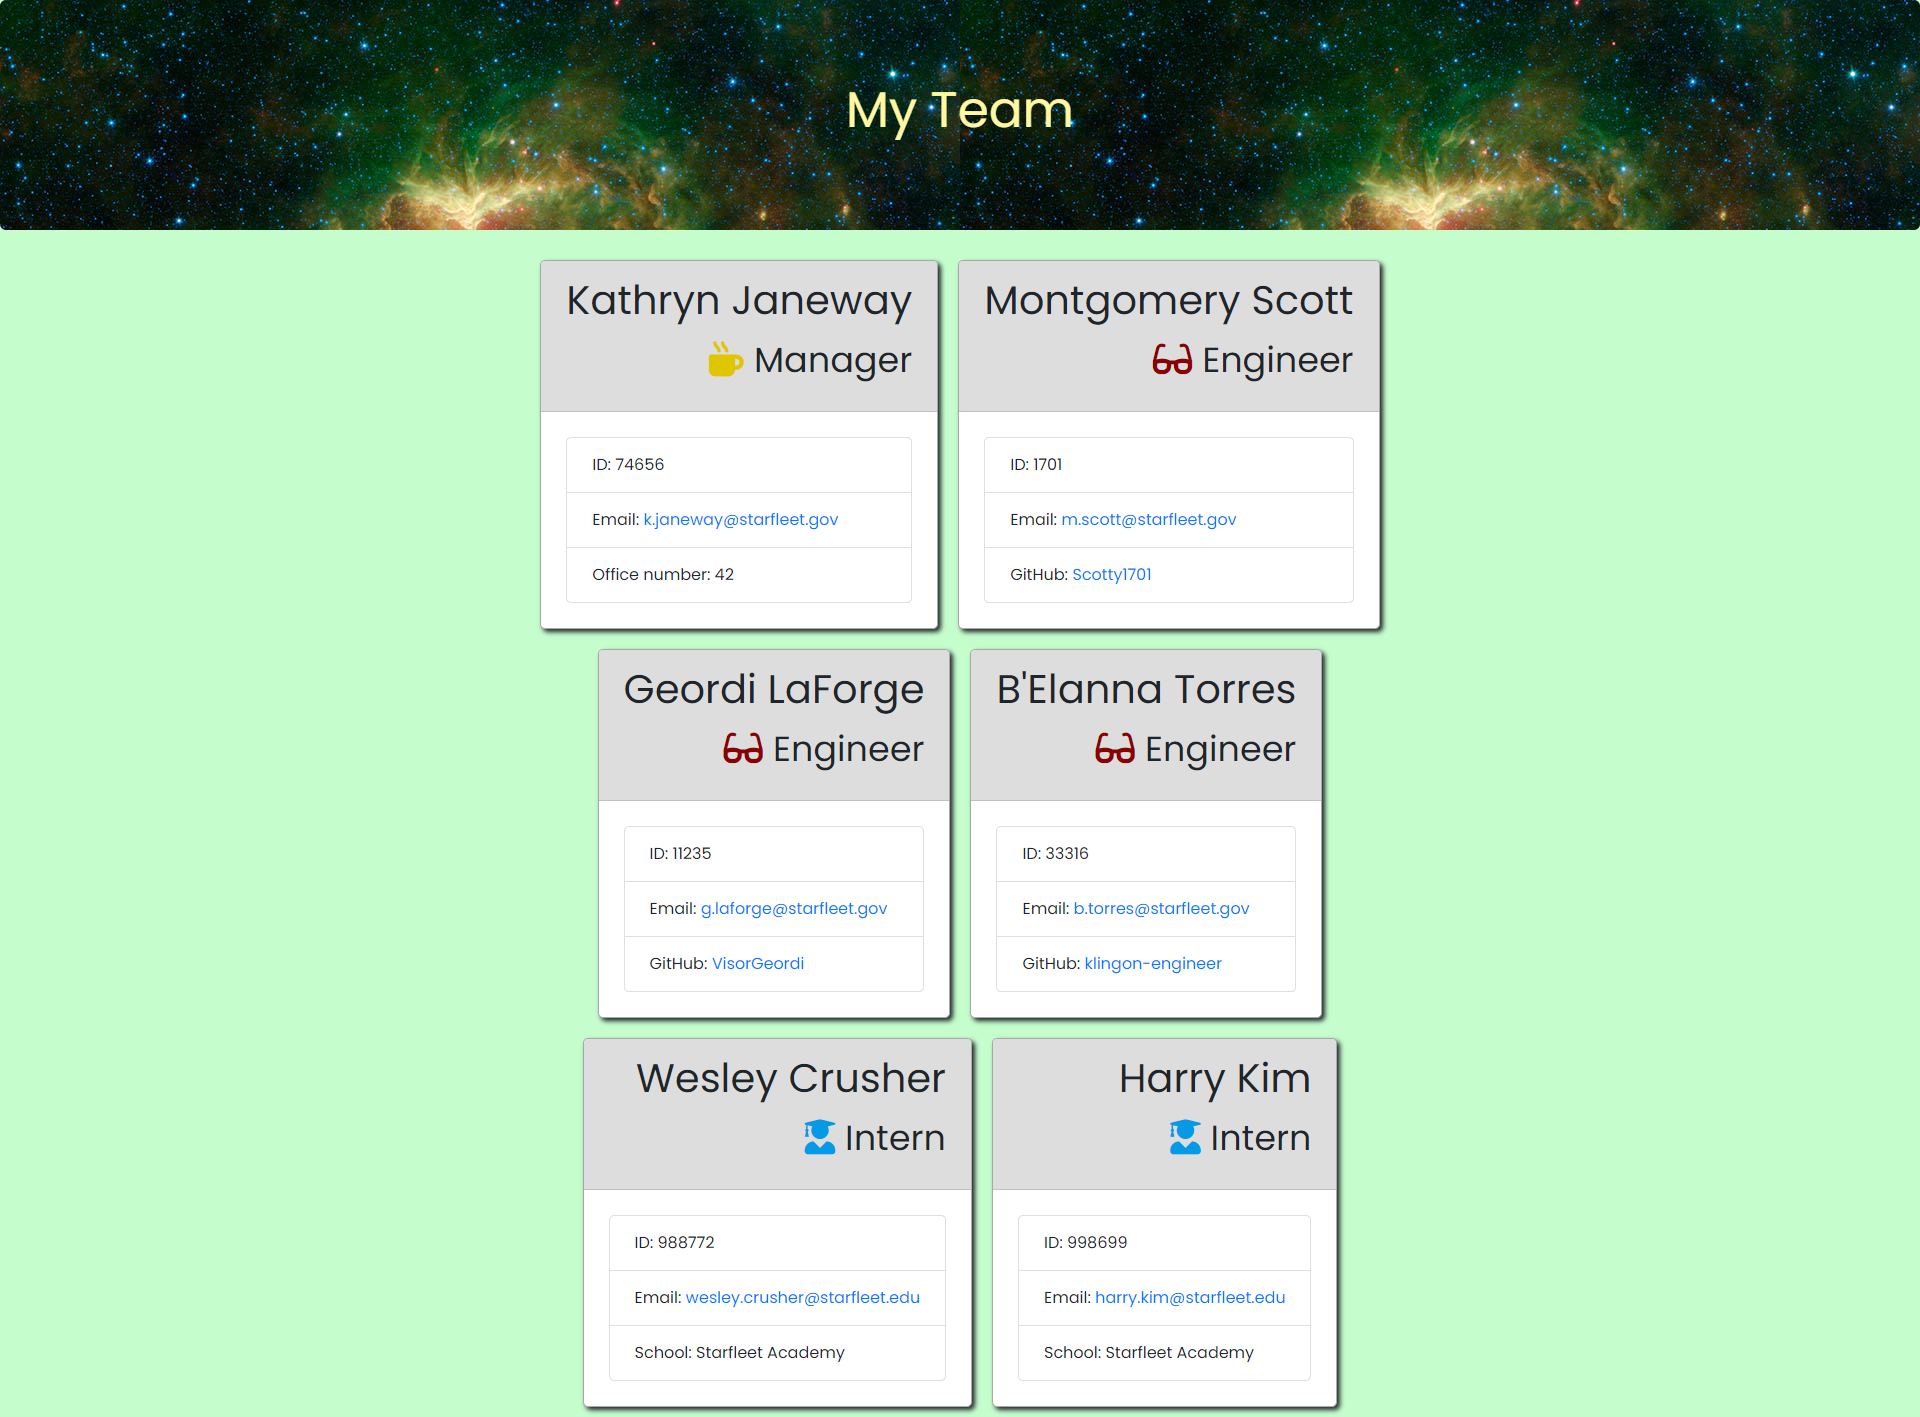 My Team
Kathryn Janeway
Manager
ID: 74656
Email: k.janeway@starfleet.gov
Office number: 42
Montgomery Scott
Engineer
ID: 1701
Email: m.scott@starfleet.gov
GitHub: Scotty1701
Geordi LaForge
Engineer
ID: 11235
Email: g.laforge@starfleet.gov
GitHub: VisorGeordi
B'Elanna Torres
Engineer
ID: 33316
Email: b.torres@starfleet.gov
GitHub: klingon-engineer
Wesley Crusher
Intern
ID: 988772
Email: wesley.crusher@starfleet.edu
School: Starfleet Academy
Harry Kim
Intern
ID: 998699
Email: harry.kim@starfleet.edu
School: Starfleet Academy